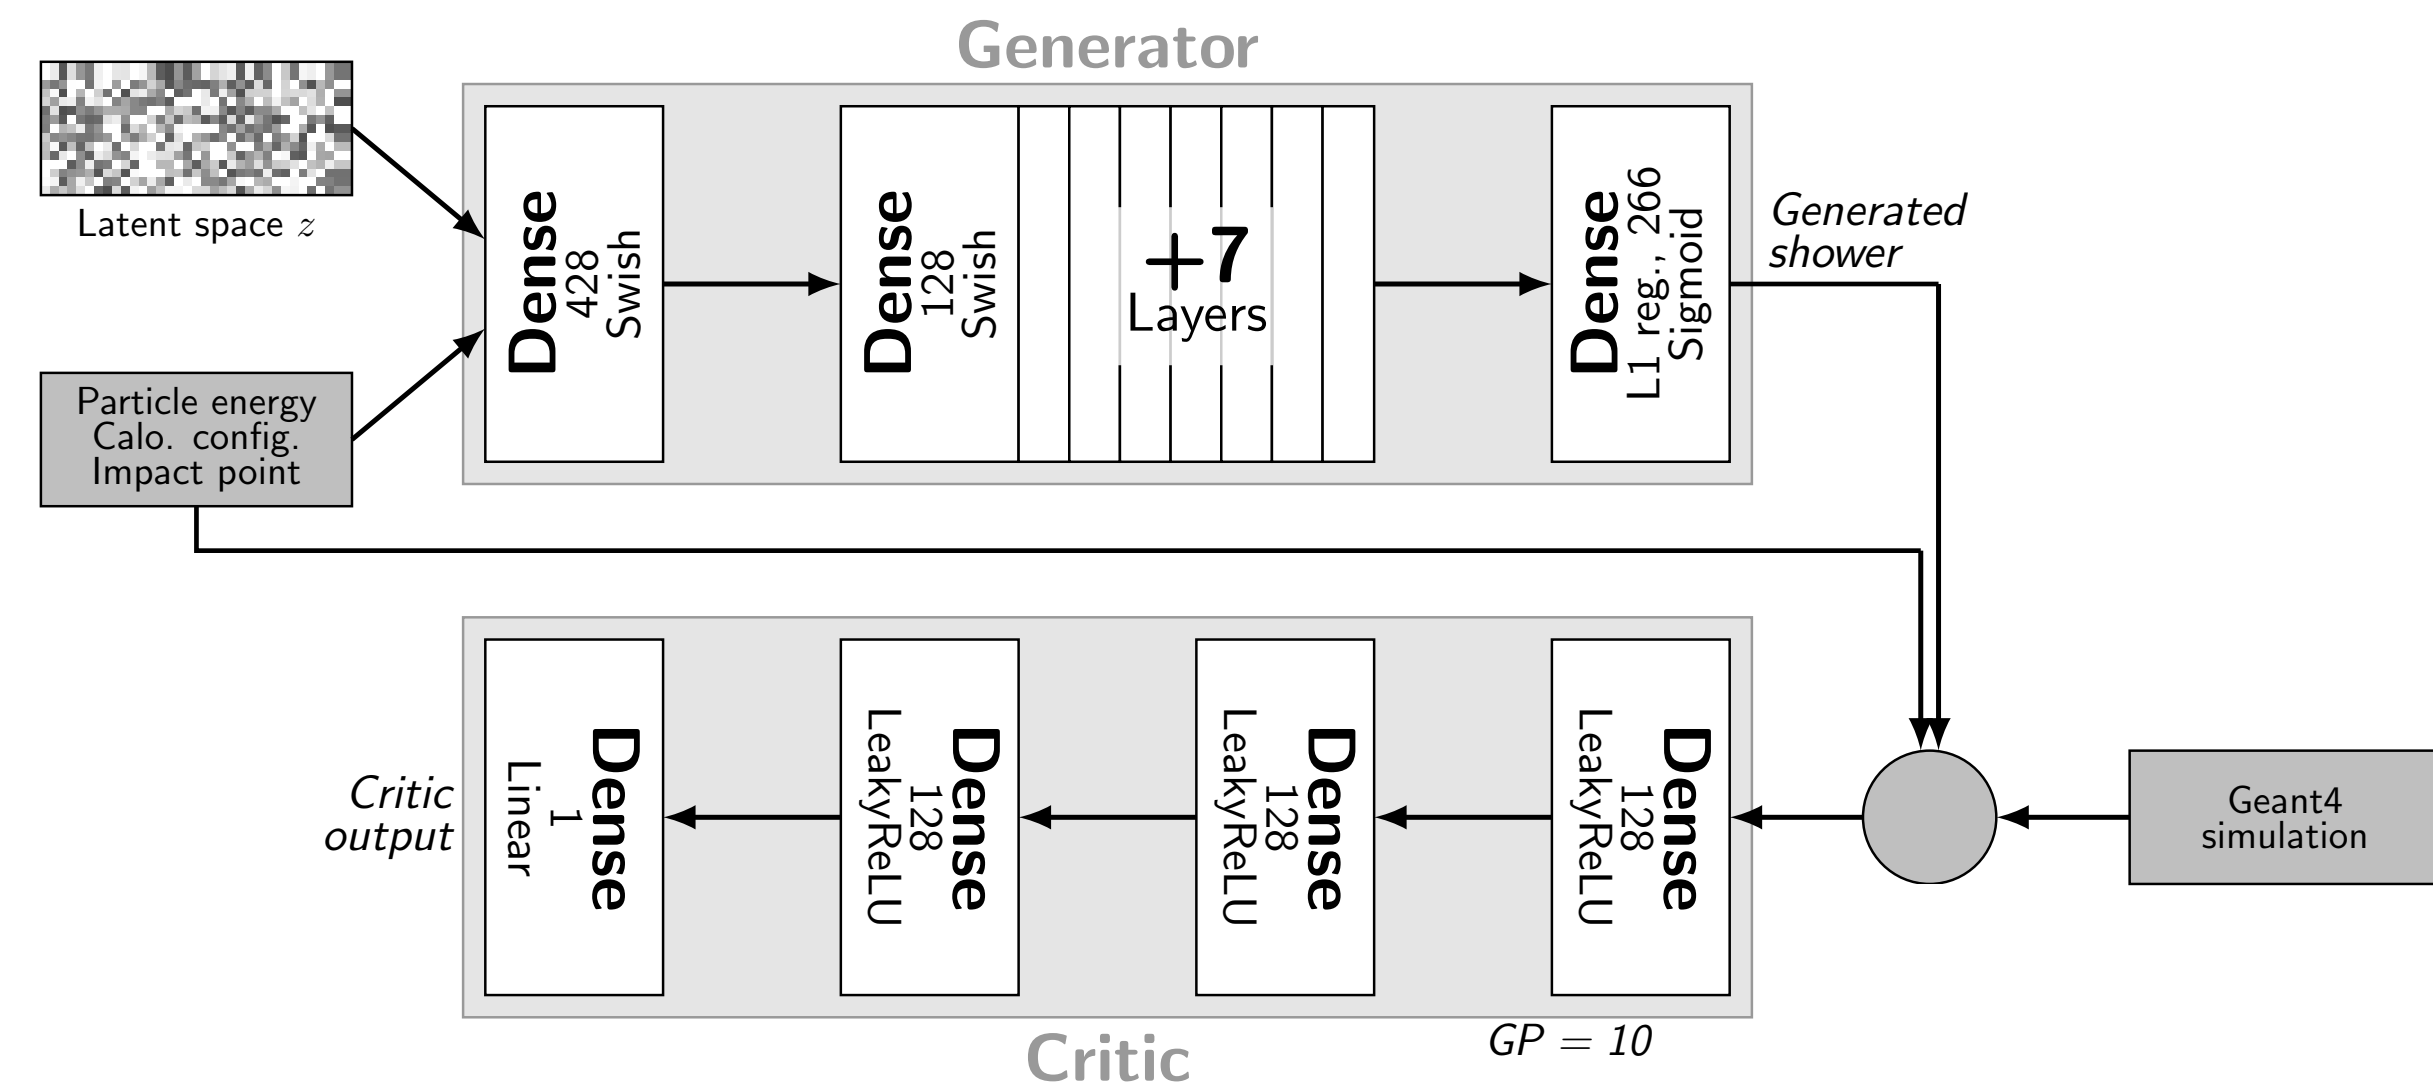 Generator
Latent space z
Particle energy
Calo. config.
Impact point
Dense
428
Swish
Dense
128
Swish
+7
Layers
Dense
L1 reg., 266
Sigmoid
Generated
shower
Critic
output
Dense
1
Linear
Dense
128
LeakyReLU
Dense
128
LeakyReLU
Dense
128
LeakyReLU
Geant4
simulation
GP = 10
Critic